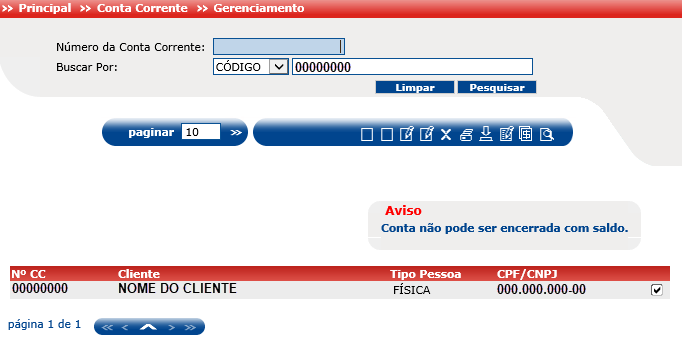 >> Principal >> Conta Corrente >> Gerenciamento
Número da Conta Corrente:
Buscar Por: CÓDIGO 00000000
Limpar Pesquisar
paginar 10 >>
Aviso
Conta não pode ser encerrada com saldo.
Nº CC Cliente Tipo Pessoa CPF/CNPJ
00000000 NOME DO CLIENTE FÍSICA 000.000.000-00
página 1 de 1 << < > >>